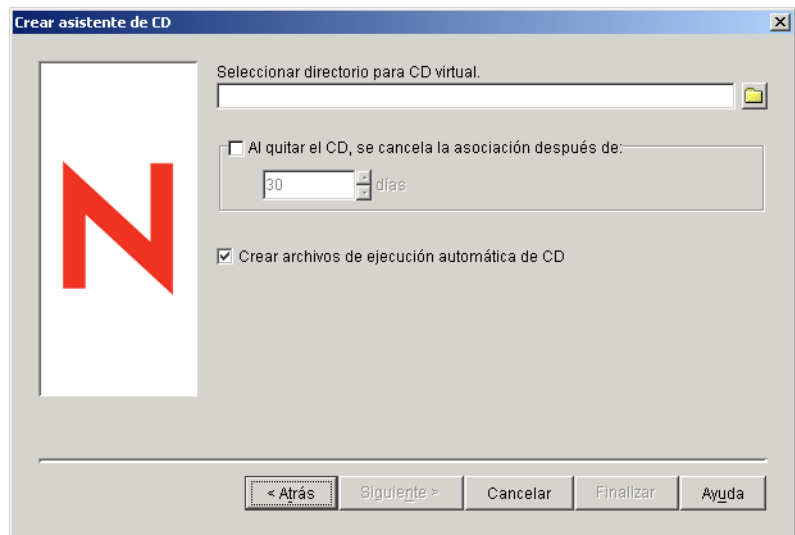 Crear asistente de CD
Seleccionar directorio para CD virtual.
Al quitar el CD, se cancela la asociación después de:
30 días
Crear archivos de ejecución automática de CD
< Atrás Siguiente > Cancelar Finalizar Ayuda
N